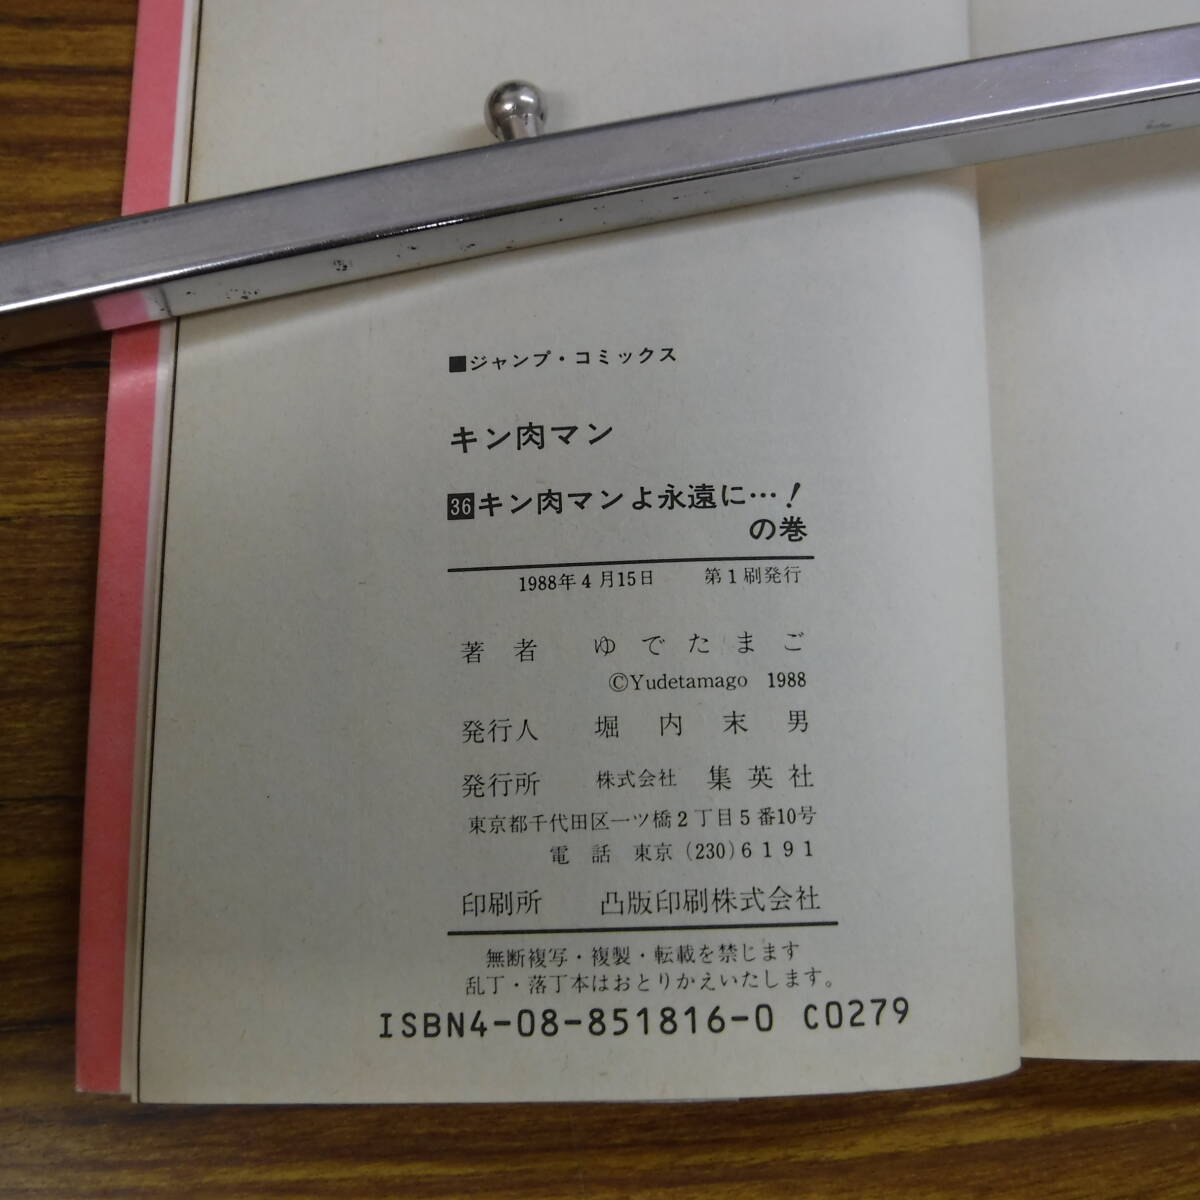 ■ジャンプ・コミックス
キン肉マン
36キン肉マンよ永遠に…!
の巻
1988年4月15日 第1刷発行
著者 ゆでたまご
©Yudetamago 1988
発行人 堀内末男
発行所 株式会社 集英社
東京都千代田区一ツ橋2丁目5番10号
電話 東京(230)6191
印刷所 凸版印刷株式会社
無断複写・複製・転載を禁じます
乱丁・落丁本はおとりかえいたします。
ISBN4-08-851816-0 C0279